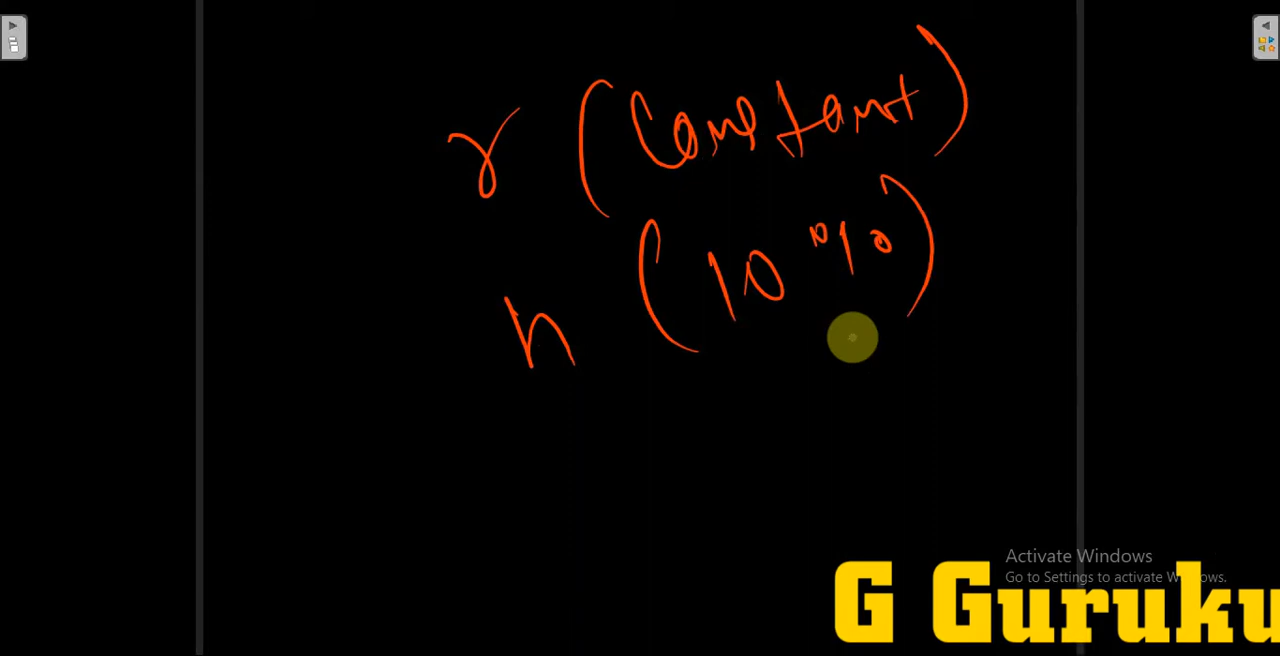 r (Constant)
h (10%)
Activate Windows
Go to Settings to activate Windows.
G Guruku